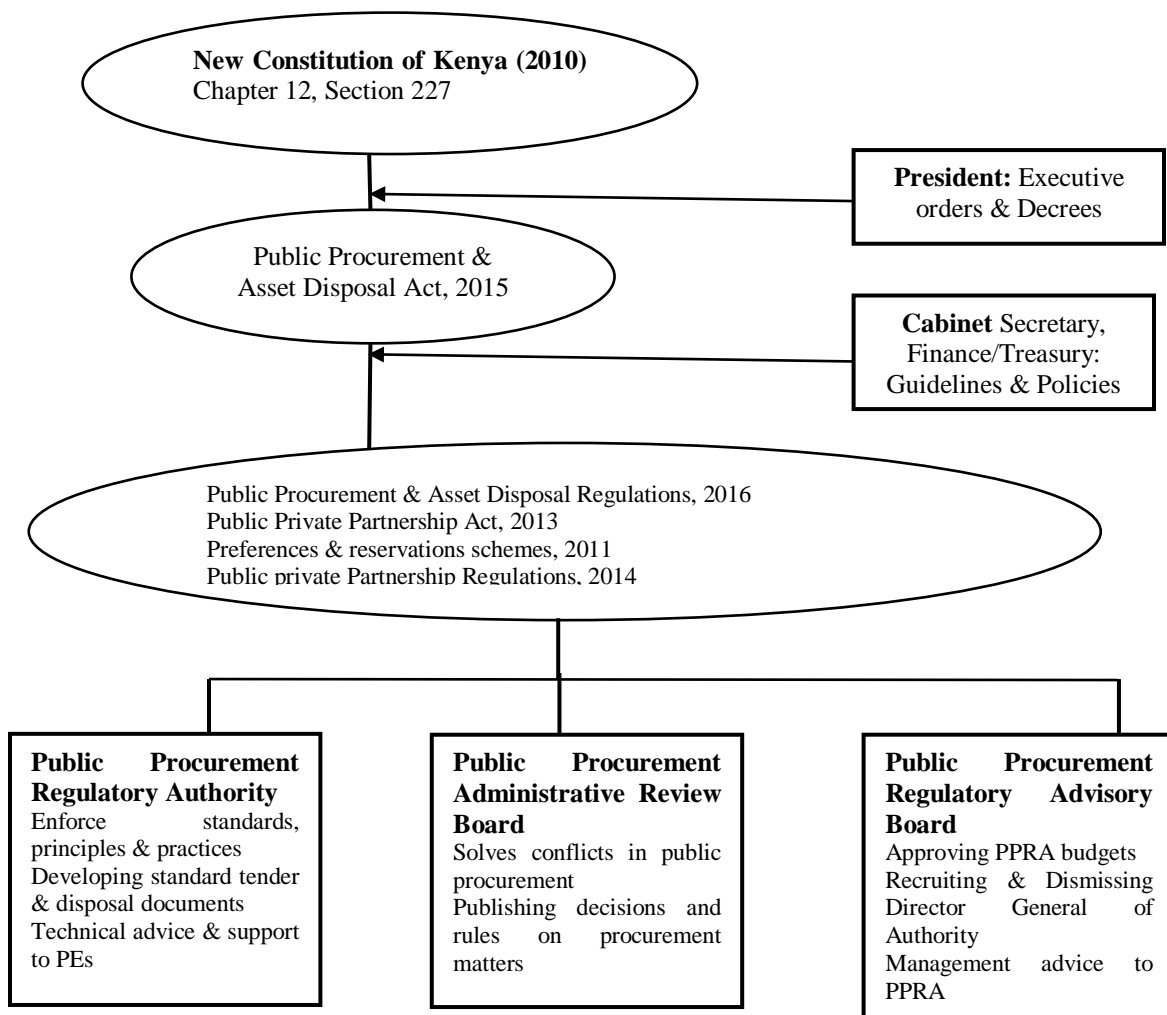 New Constitution of Kenya (2010)
Chapter 12, Section 227
President: Executive
orders & Decrees
Public Procurement &
Asset Disposal Act, 2015
Cabinet Secretary,
Finance/Treasury:
Guidelines & Policies
Public Procurement & Asset Disposal Regulations, 2016
Public Private Partnership Act, 2013
Preferences & reservations schemes, 2011
Public private Partnership Regulations, 2014
Public Procurement
Regulatory Authority
Enforce standards,
principles & practices
Developing standard tender
& disposal documents
Technical advice & support
to PEs
Public Procurement
Administrative Review
Board
Solves conflicts in public
procurement
Publishing decisions and
rules on procurement
matters
Public Procurement
Regulatory Advisory
Board
Approving PPRA budgets
Recruiting & Dismissing
Director General of
Authority
Management advice to
PPRA